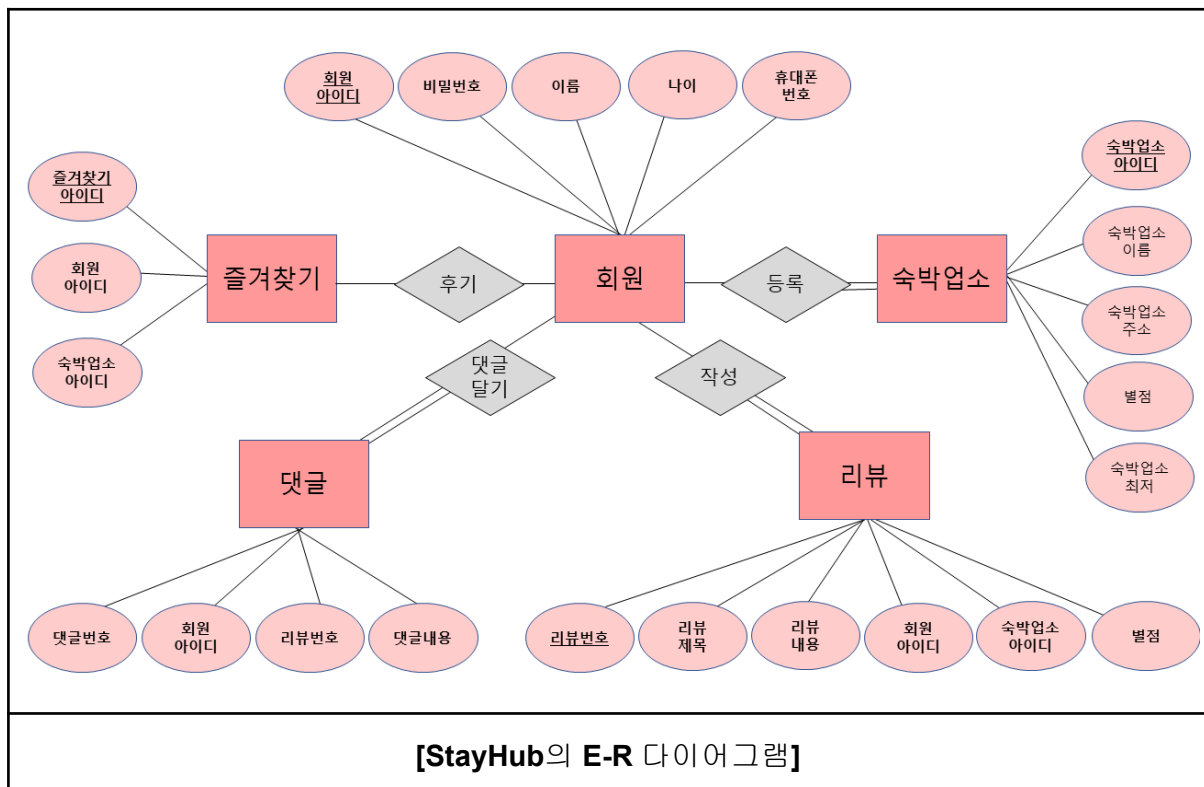 회원
아이디
비밀번호
이름
나이
휴대폰
번호
즐겨찾기
아이디
회원
아이디
숙박업소
아이디
즐겨찾기
후기
회원
등록
숙박업소
숙박업소
아이디
숙박업소
이름
숙박업소
주소
별점
숙박업소
최저
댓글
달기
작성
댓글
리뷰
댓글번호
회원
아이디
리뷰번호
댓글내용
리뷰번호
리뷰
제목
리뷰
내용
회원
아이디
숙박업소
아이디
별점
[StayHub의 E-R 다이어그램]